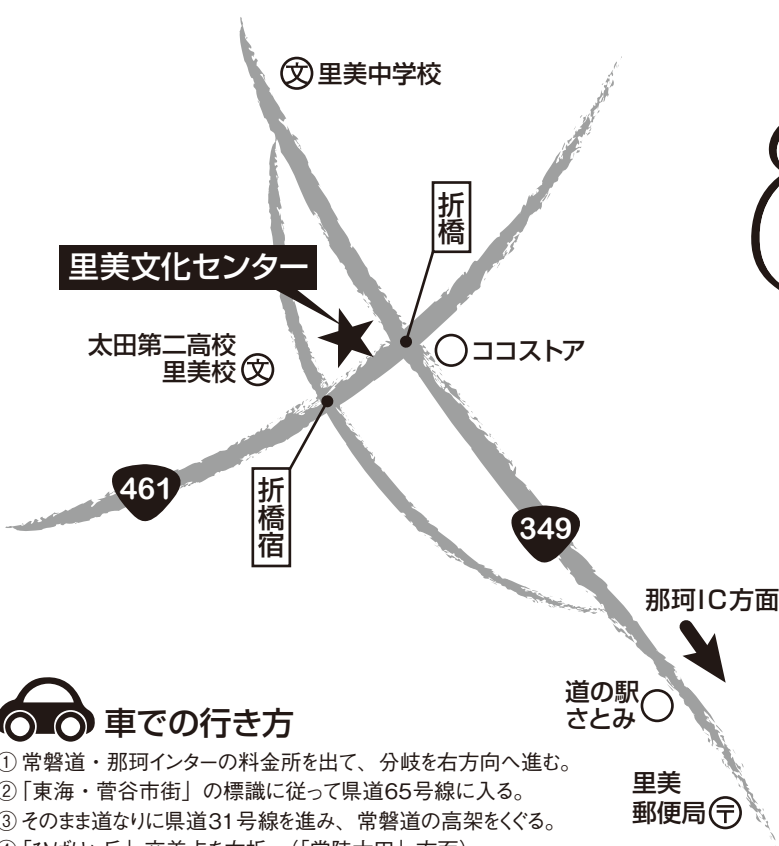 里美中学校
折橋
里美文化センター
太田第二高校
里美校
ココストア
461
折橋宿
349
那珂IC方面
道の駅
さとみ
里美
郵便局
車での行き方
① 常磐道・那珂インターの料金所を出て、分岐を右方向へ進む。
② 「東海・菅谷市街」の標識に従って県道65号線に入る。
③ そのまま道なりに県道31号線を進み、常磐道の高架をくぐる。